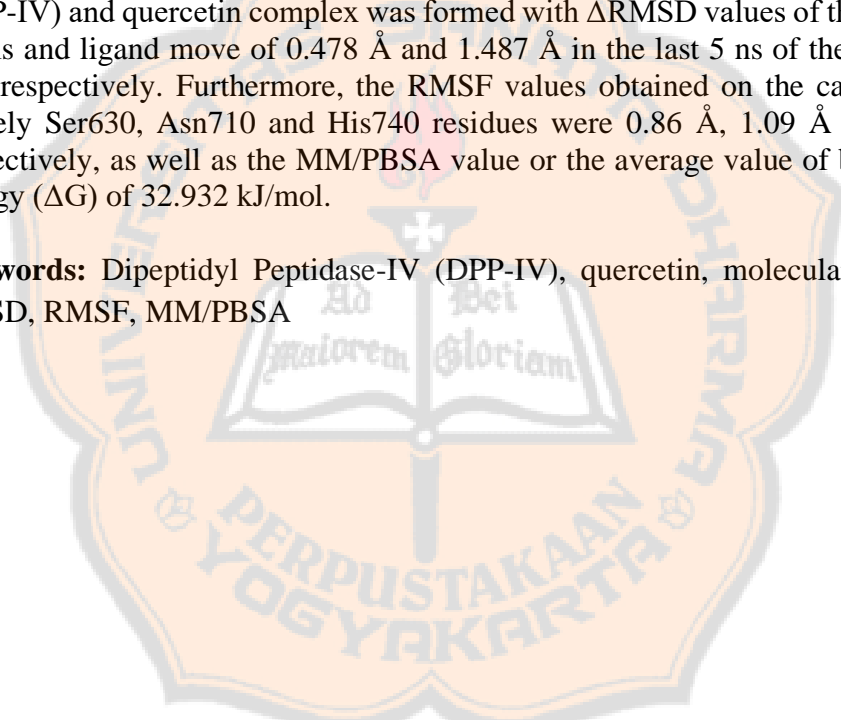 P-IV) and quercetin complex was formed with ΔRMSD values of th
s and ligand move of 0.478 Å and 1.487 Å in the last 5 ns of the
respectively. Furthermore, the RMSF values obtained on the ca
ely Ser630, Asn710 and His740 residues were 0.86 Å, 1.09 Å
ectively, as well as the MM/PBSA value or the average value of b
gy (ΔG) of 32.932 kJ/mol.
words: Dipeptidyl Peptidase-IV (DPP-IV), quercetin, molecula
SD, RMSF, MM/PBSA
UNIVERSITAS SANATA DHARMA
Ad Dei
Maiorem Gloriam
PERPUSTAKAAN
YOGYAKARTA